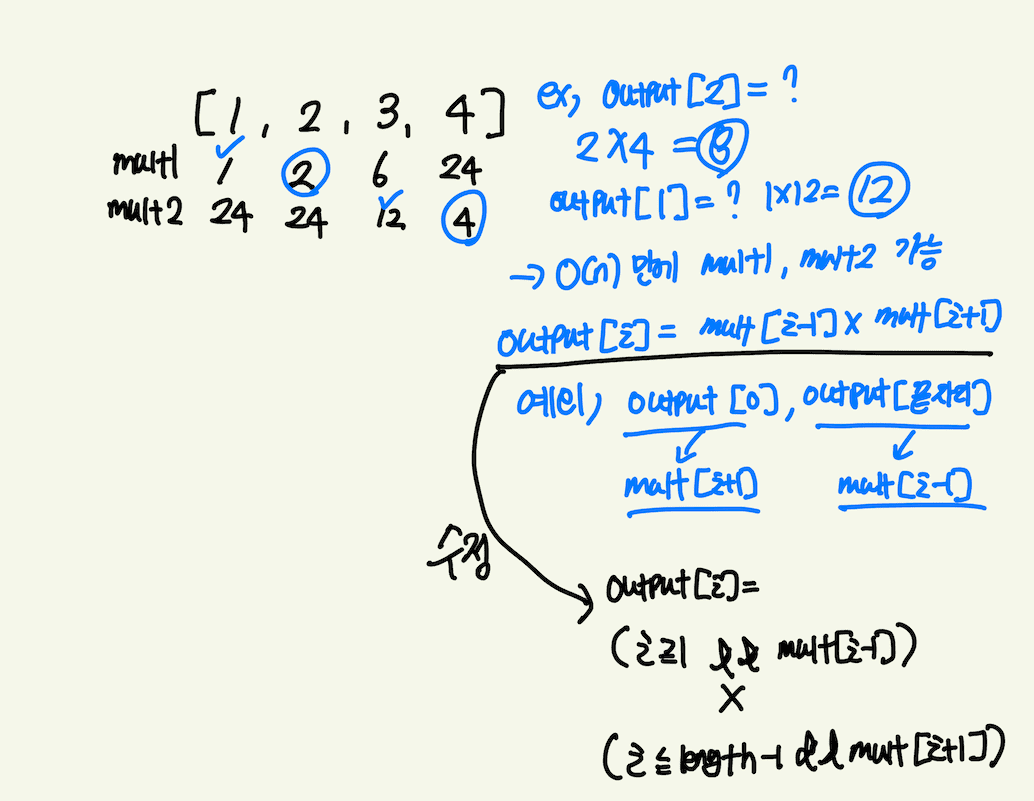 [1, 2, 3, 4]
mult1 1 2 6 24
mult2 24 24 12 4
ex, output[2]= ?
2×4 = 8
output[1]= ? 1×12= 12
→ O(n) 만에 mult1, mult2 가능
output[i]= mult[i-1] × mult[i+1]
예외, output[0], output[끝자리]
mult[i+1] mult[i-1]
수정
output[i]=
(i≧1 && mult[i-1])
×
(i≦length-1 && mult[i+1])